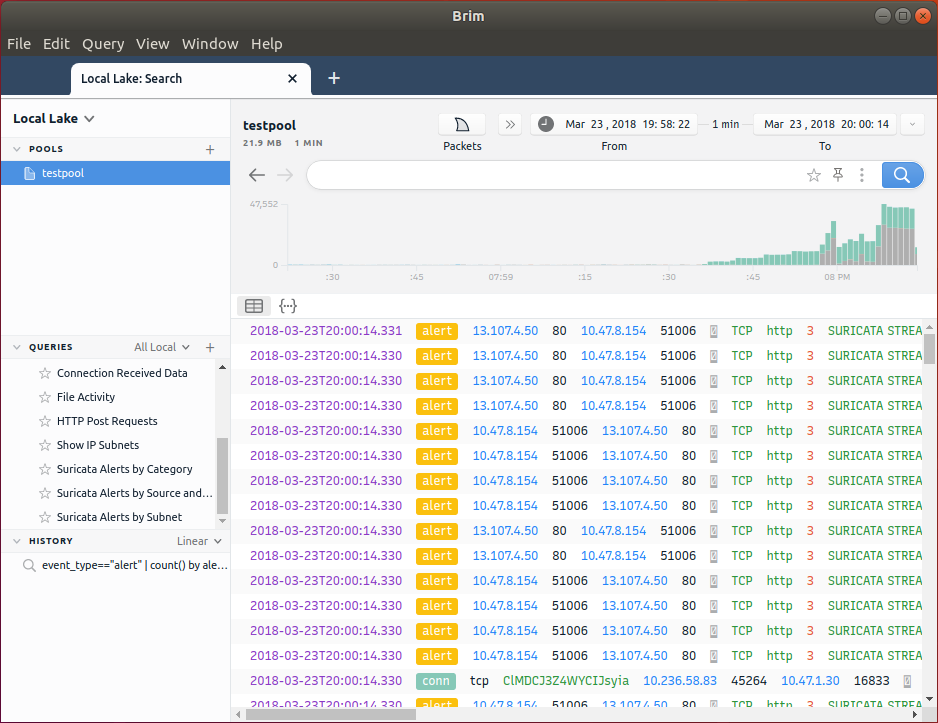 Brim
File Edit Query View Window Help
Local Lake: Search
Local Lake
POOLS
testpool
QUERIES All Local
Connection Received Data
File Activity
HTTP Post Requests
Show IP Subnets
Suricata Alerts by Category
Suricata Alerts by Source and...
Suricata Alerts by Subnet
HISTORY Linear
event_type=="alert" | count() by ale...
testpool
21.9 MB 1 MIN
Packets
Mar 23 , 2018 19 : 58 : 22
1 min
Mar 23 , 2018 20 : 00 : 14
From
To
47,552
0
:30 :45 07:59 :15 :30 :45 08 PM
2018-03-23T20:00:14.331 alert 13.107.4.50 80 10.47.8.154 51006 TCP http 3 SURICATA STREA
2018-03-23T20:00:14.330 alert 13.107.4.50 80 10.47.8.154 51006 TCP http 3 SURICATA STREA
2018-03-23T20:00:14.330 alert 13.107.4.50 80 10.47.8.154 51006 TCP http 3 SURICATA STREA
2018-03-23T20:00:14.330 alert 13.107.4.50 80 10.47.8.154 51006 TCP http 3 SURICATA STREA
2018-03-23T20:00:14.330 alert 10.47.8.154 51006 13.107.4.50 80 TCP http 3 SURICATA STREA
2018-03-23T20:00:14.330 alert 10.47.8.154 51006 13.107.4.50 80 TCP http 3 SURICATA STREA
2018-03-23T20:00:14.330 alert 10.47.8.154 51006 13.107.4.50 80 TCP http 3 SURICATA STREA
2018-03-23T20:00:14.330 alert 10.47.8.154 51006 13.107.4.50 80 TCP http 3 SURICATA STREA
2018-03-23T20:00:14.330 alert 13.107.4.50 80 10.47.8.154 51006 TCP http 3 SURICATA STREA
2018-03-23T20:00:14.330 alert 13.107.4.50 80 10.47.8.154 51006 TCP http 3 SURICATA STREA
2018-03-23T20:00:14.330 alert 10.47.8.154 51006 13.107.4.50 80 TCP http 3 SURICATA STREA
2018-03-23T20:00:14.330 alert 10.47.8.154 51006 13.107.4.50 80 TCP http 3 SURICATA STREA
2018-03-23T20:00:14.330 alert 10.47.8.154 51006 13.107.4.50 80 TCP http 3 SURICATA STREA
2018-03-23T20:00:14.330 alert 10.47.8.154 51006 13.107.4.50 80 TCP http 3 SURICATA STREA
2018-03-23T20:00:14.330 conn tcp ClMDCJ3Z4WYCIJsyia 10.236.58.83 45264 10.47.1.30 16833
2018-03-23T20:00:14.330 alert 10.47.8.154 51006 13.107.4.50 80 TCP http 3 SURICATA STREA